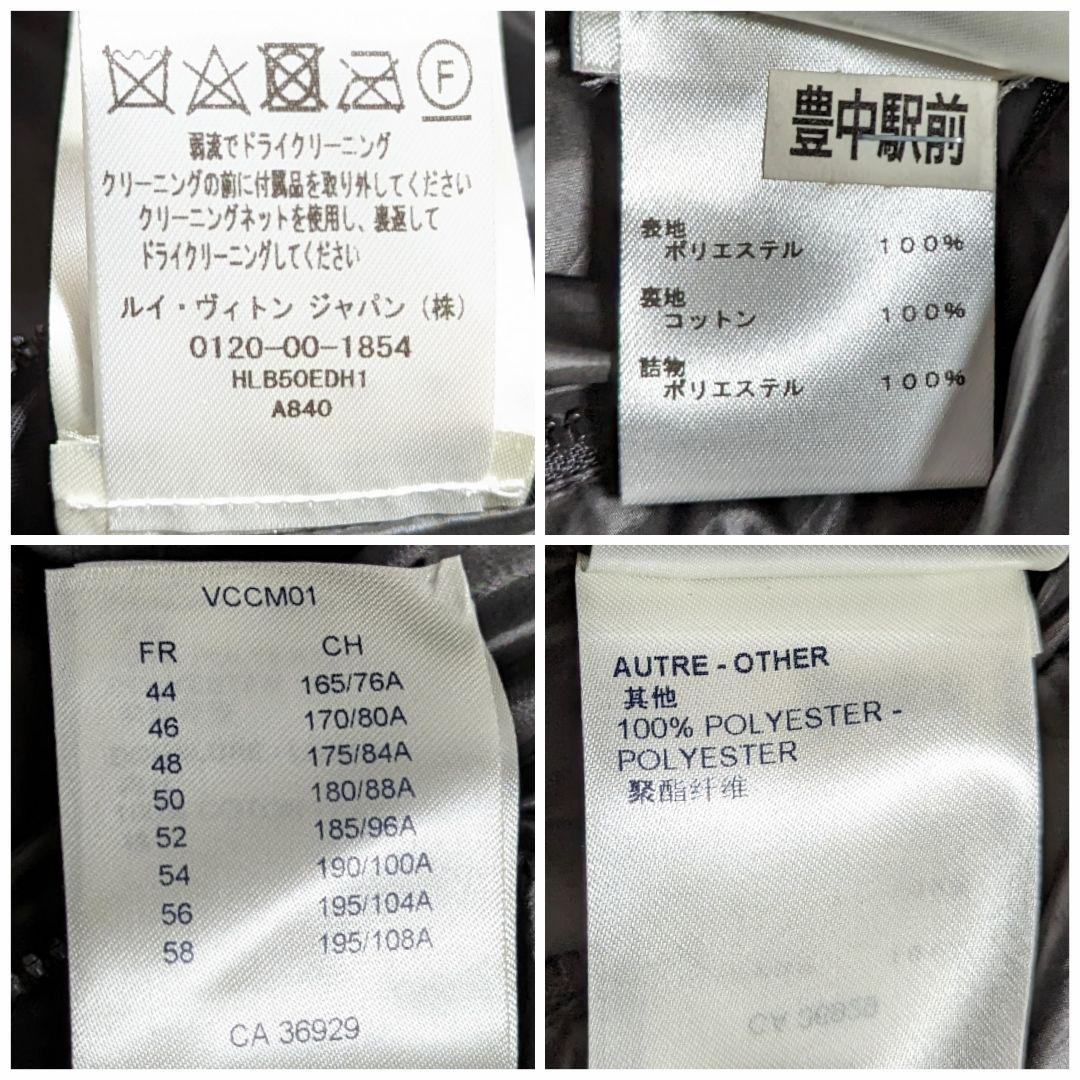 F
弱流でドライクリーニング
クリーニングの前に付属品を取り外してください
クリーニングネットを使用し、裏返して
ドライクリーニングしてください
ルイ・ヴィトン ジャパン（株）
0120-00-1854
HLB50EDH1
A840
豊中駅前
表地
ポリエステル 100%
裏地
コットン 100%
詰物
ポリエステル 100%
VCCM01
FR CH
44 165/76A
46 170/80A
48 175/84A
50 180/88A
52 185/96A
54 190/100A
56 195/104A
58 195/108A
CA 36929
AUTRE - OTHER
其他
100% POLYESTER -
POLYESTER
聚酯纤维
CA 36929